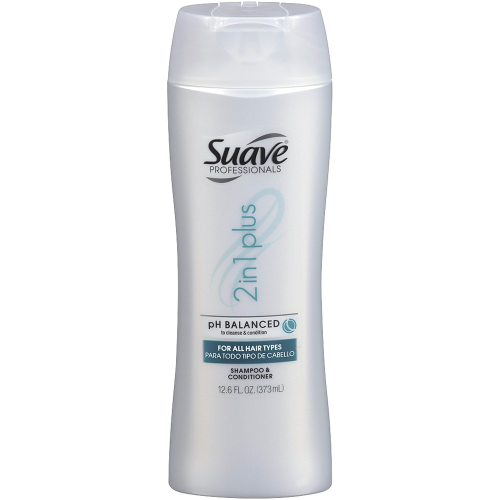 Suave
PROFESSIONALS
2 in 1 plus
pH BALANCED
to cleanse & condition
FOR ALL HAIR TYPES
PARA TODO TIPO DE CABELLO
SHAMPOO &
CONDITIONER
12.6 FL. OZ. (373mL)